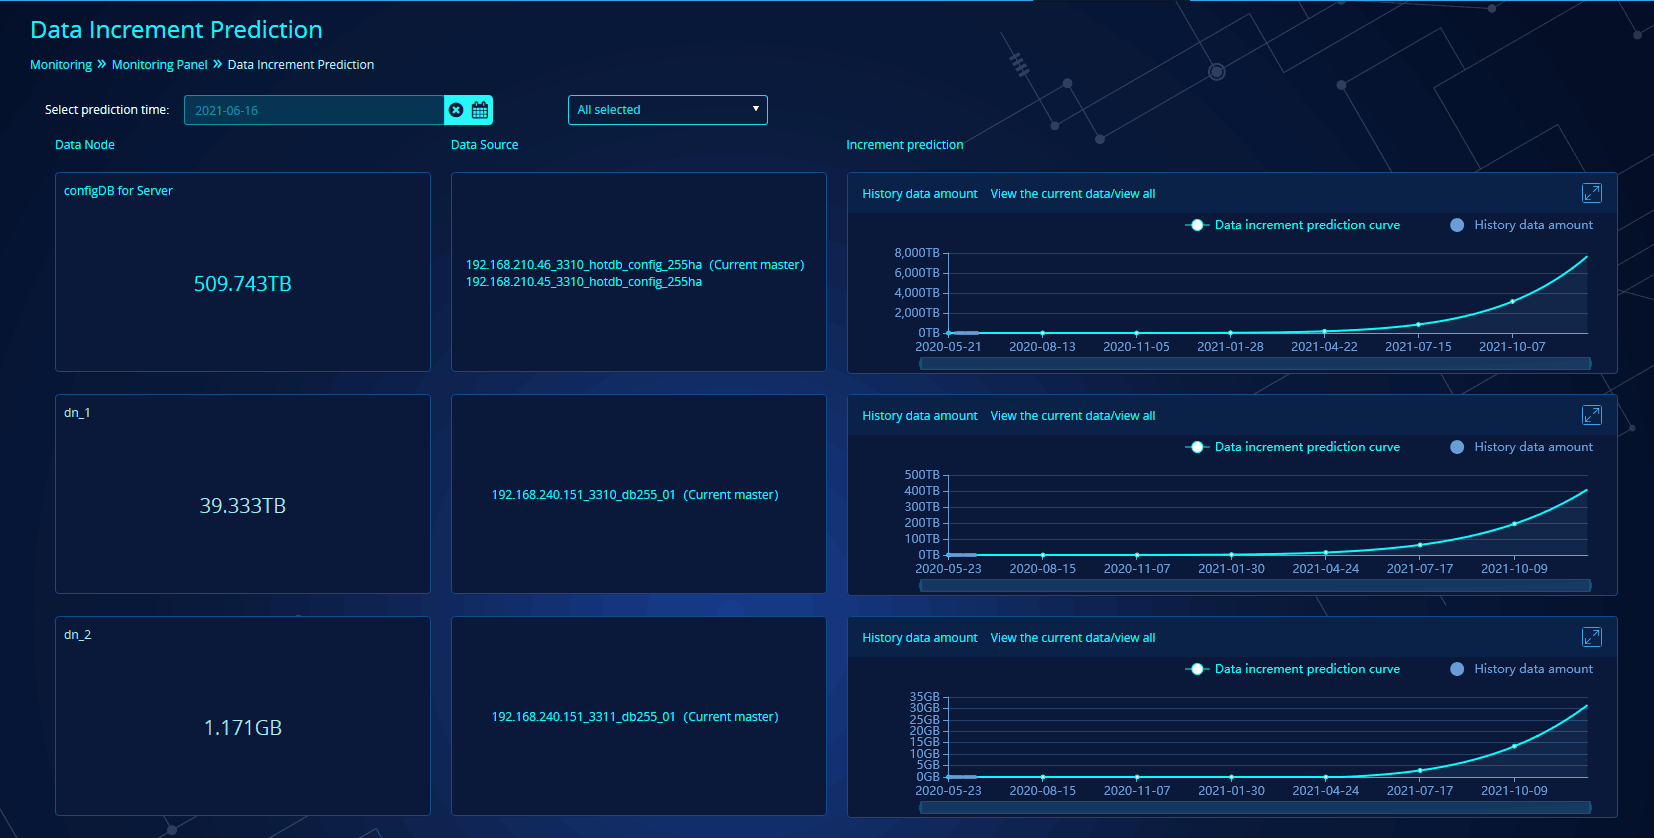 Data Increment Prediction
Monitoring » Monitoring Panel » Data Increment Prediction
Select prediction time: 2021-06-16 All selected
Data Node Data Source Increment prediction
configDB for Server
509.743TB
192.168.210.46_3310_hotdb_config_255ha (Current master)
192.168.210.45_3310_hotdb_config_255ha
History data amount View the current data/view all
Data increment prediction curve History data amount
8,000TB
6,000TB
4,000TB
2,000TB
0TB
2020-05-21 2020-08-13 2020-11-05 2021-01-28 2021-04-22 2021-07-15 2021-10-07
dn_1
39.333TB
192.168.240.151_3310_db255_01 (Current master)
History data amount View the current data/view all
Data increment prediction curve History data amount
500TB
400TB
300TB
200TB
100TB
0TB
2020-05-23 2020-08-15 2020-11-07 2021-01-30 2021-04-24 2021-07-17 2021-10-09
dn_2
1.171GB
192.168.240.151_3311_db255_01 (Current master)
History data amount View the current data/view all
Data increment prediction curve History data amount
35GB
30GB
25GB
20GB
15GB
10GB
5GB
0GB
2020-05-23 2020-08-15 2020-11-07 2021-01-30 2021-04-24 2021-07-17 2021-10-09